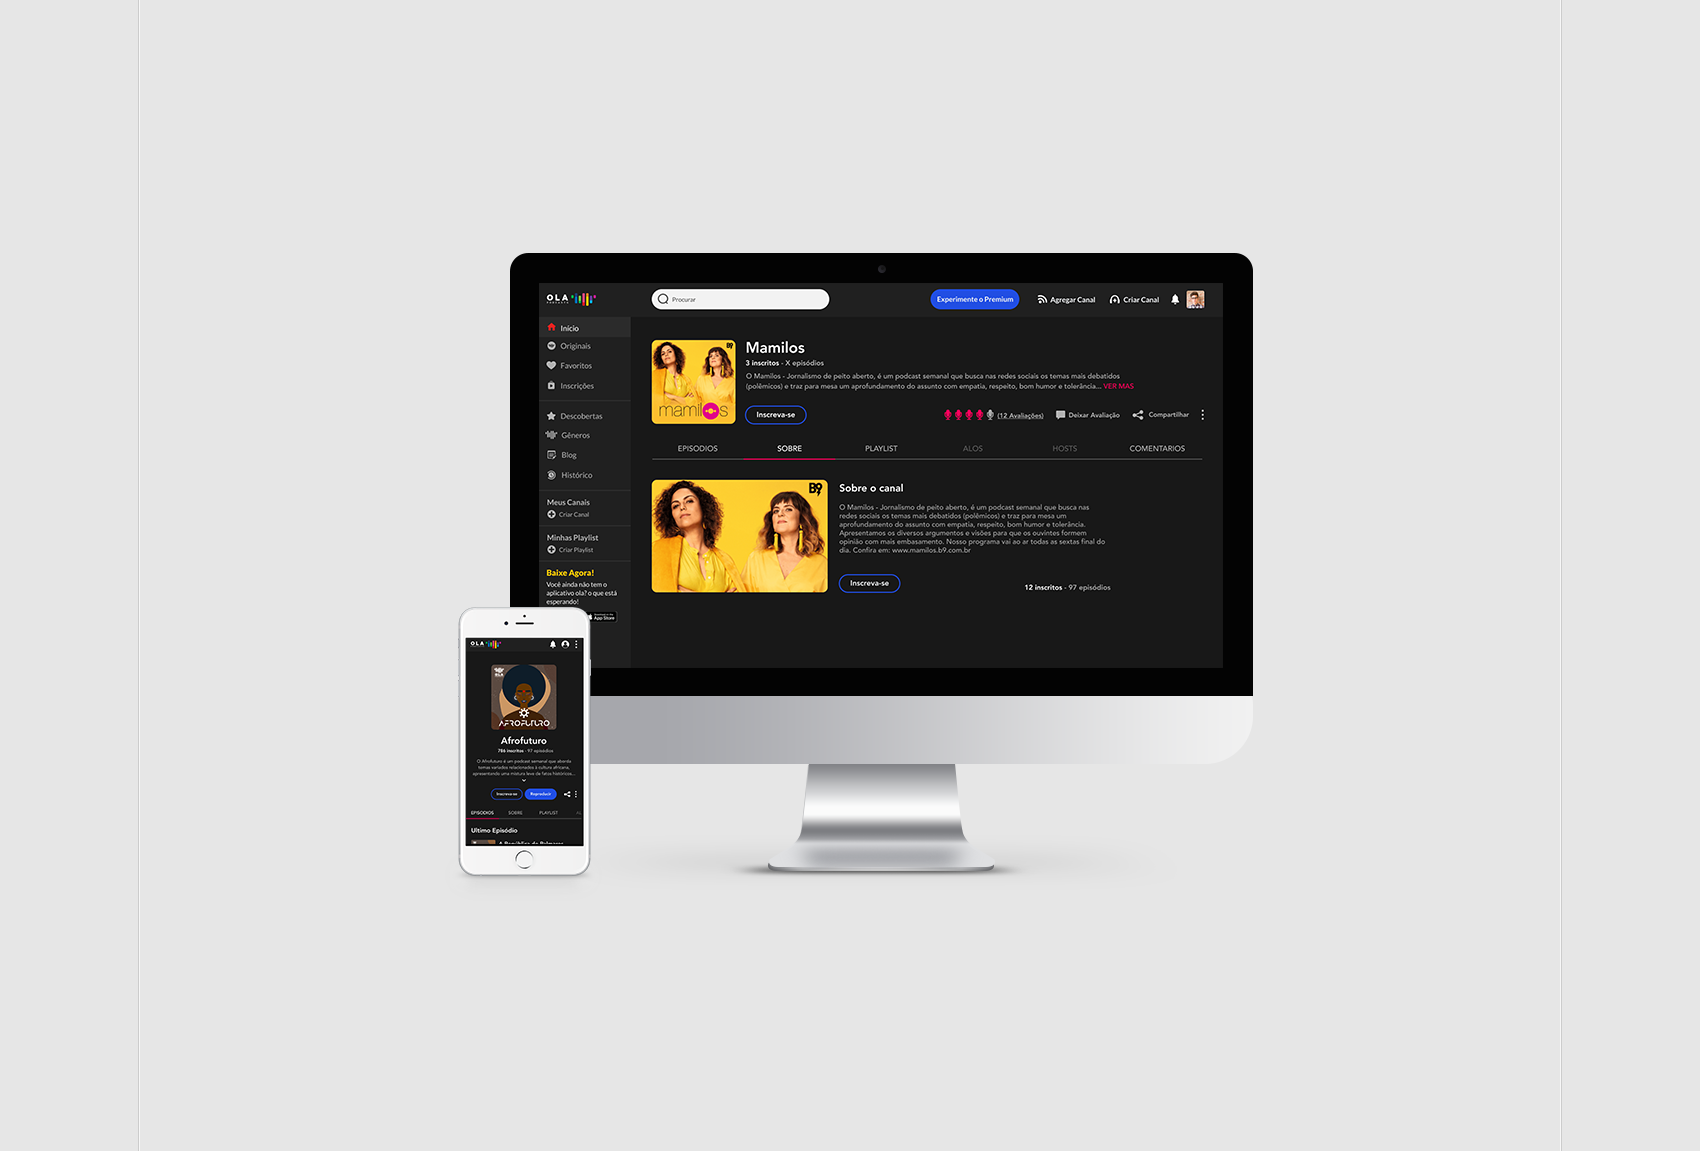 OLA
PODCASTS
Procurar
Experimente o Premium
Agregar Canal
Criar Canal
Início
Originais
Favoritos
Inscrições
Descobertas
Gêneros
Blog
Histórico
Meus Canais
Criar Canal
Minhas Playlist
Criar Playlist
Baixe Agora!
Você ainda não tem o
aplicativo ola? o que está
esperando!
App Store
B9
mamilos
Mamilos
3 inscritos - X episódios
O Mamilos - Jornalismo de peito aberto, é um podcast semanal que busca nas redes sociais os temas mais debatidos
(polêmicos) e traz para mesa um aprofundamento do assunto com empatia, respeito, bom humor e tolerância... VER MAS
Inscreva-se
(12 Avaliações)
Deixar Avaliação
Compartilhar
EPISODIOS
SOBRE
PLAYLIST
ALOS
HOSTS
COMENTARIOS
B9
Sobre o canal
O Mamilos - Jornalismo de peito aberto, é um podcast semanal que busca nas
redes sociais os temas mais debatidos (polêmicos) e traz para mesa um
aprofundamento do assunto com empatia, respeito, bom humor e tolerância.
Apresentamos os diversos argumentos e visões para que os ouvintes formem
opinião com mais embasamento. Nosso programa vai ao ar todas as sextas final do
dia. Confira em: www.mamilos.b9.com.br
Inscreva-se
12 inscritos - 97 episódios
OLA
OLA
AFROFUTURO
Afrofuturo
786 inscritos - 97 episódios
O Afrofuturo é um podcast semanal que aborda
temas variados relacionados à cultura africana,
apresentando uma mistura leve de fatos históricos...
Inscreva-se
Reproduzir
EPISODIOS
SOBRE
PLAYLIST
AL
Ultimo Episódio
A República de Palmares